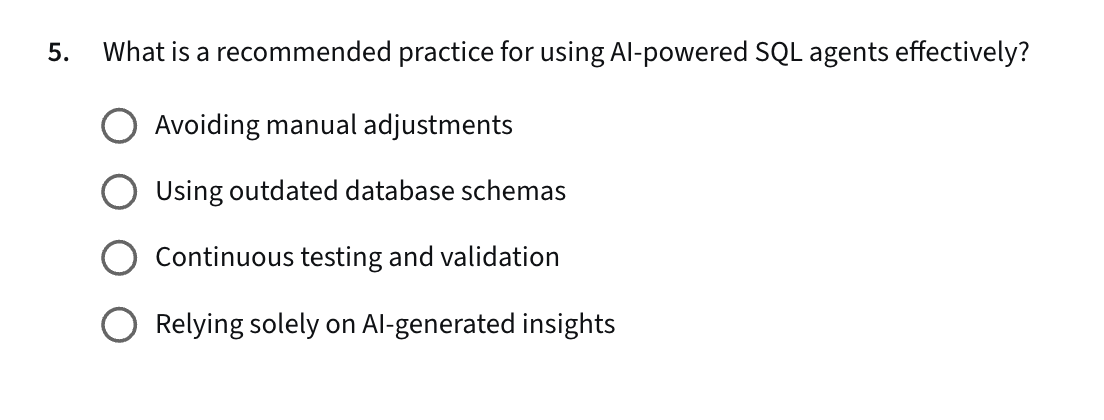 5. What is a recommended practice for using AI-powered SQL agents effectively?
Avoiding manual adjustments
Using outdated database schemas
Continuous testing and validation
Relying solely on AI-generated insights